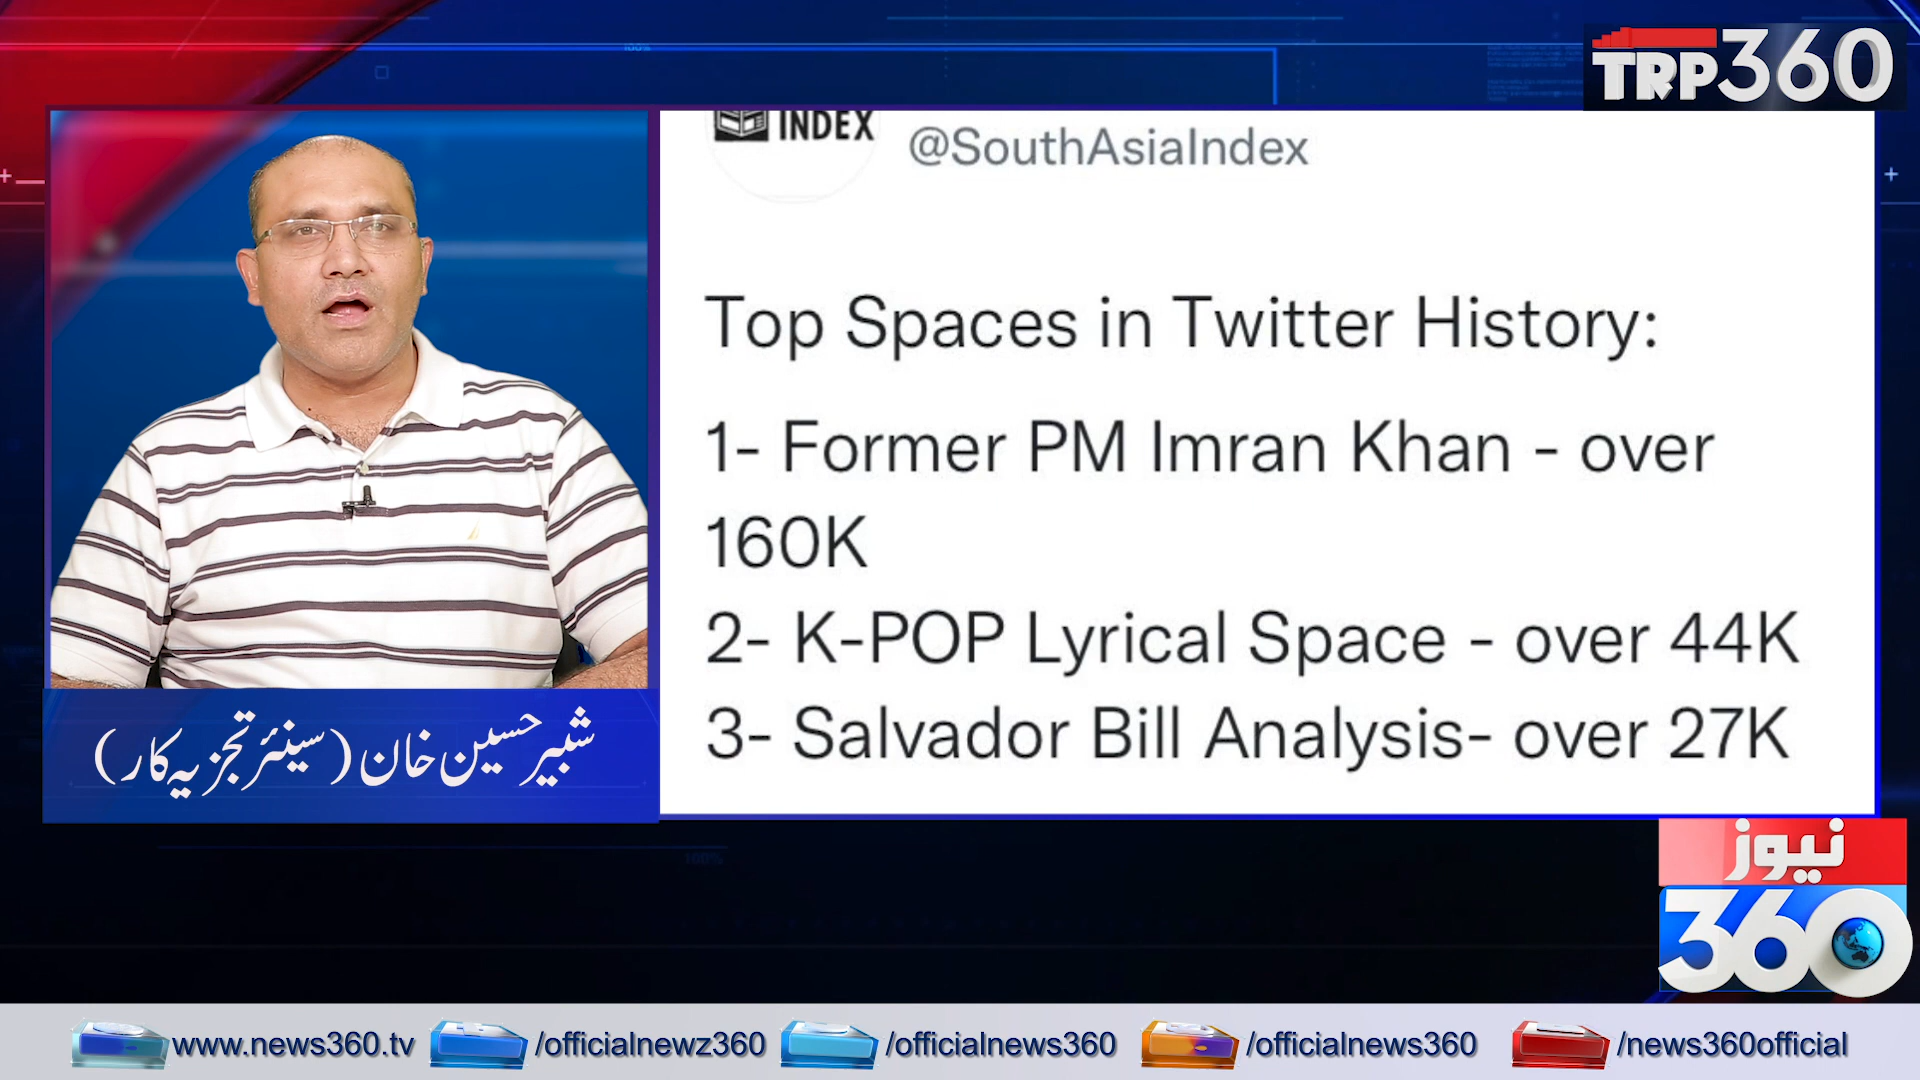 TRP360
INDEX
@SouthAsiaIndex
Top Spaces in Twitter History:
1- Former PM Imran Khan - over
160K
2- K-POP Lyrical Space - over 44K
3- Salvador Bill Analysis- over 27K
شبیر حسین خان (سینئر تجزیہ کار)
نیوز
360
www.news360.tv
/officialnewz360
/officialnews360
/officialnews360
/news360official